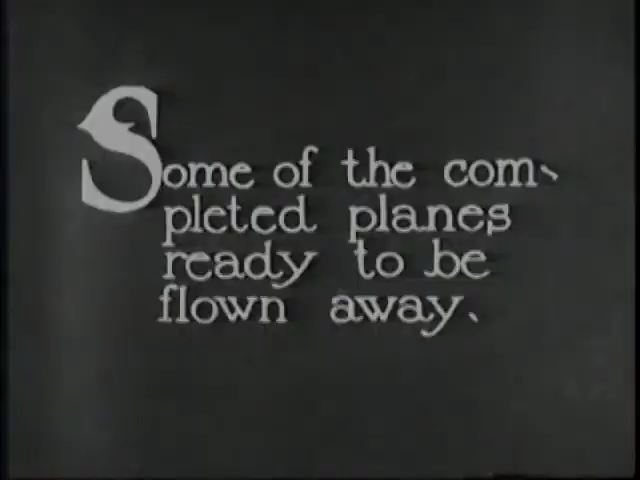 Some of the com-
pleted planes
ready to be
flown away.